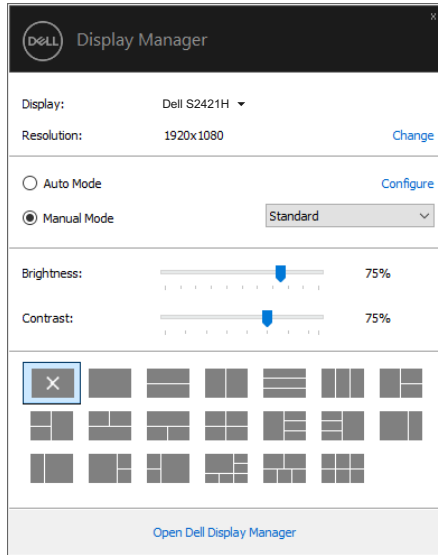 x
DELL Display Manager
Display: Dell S2421H
Resolution: 1920x1080 Change
Auto Mode Configure
Manual Mode Standard
Brightness: 75%
Contrast: 75%
Open Dell Display Manager